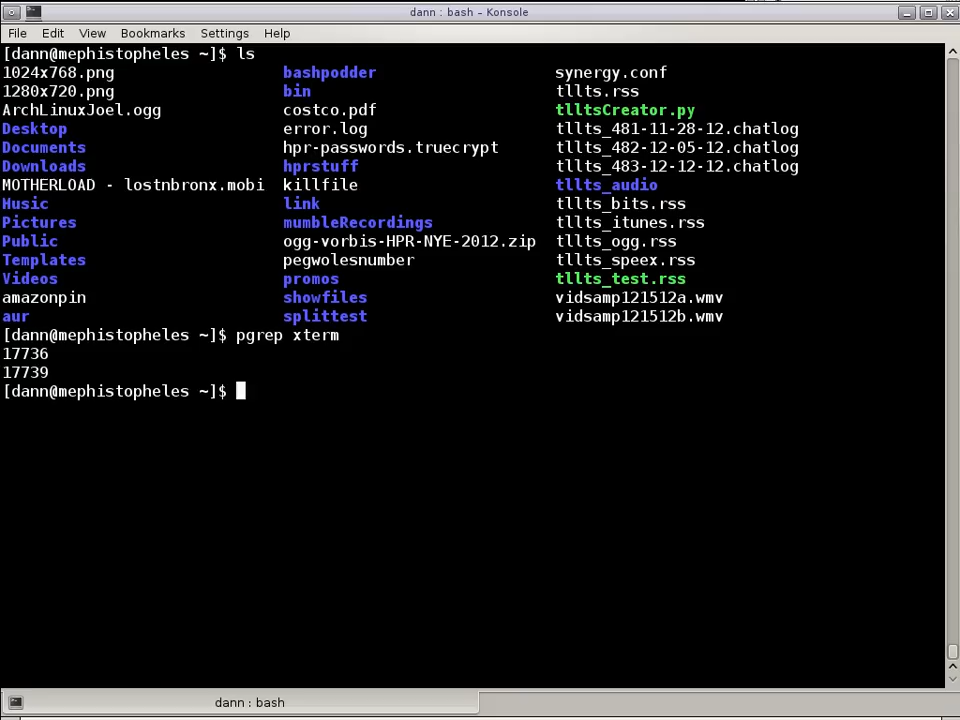 dann : bash – Konsole
File Edit View Bookmarks Settings Help
[dann@mephistopheles ~]$ ls
1024x768.png bashpodder synergy.conf
1280x720.png bin tllts.rss
ArchLinuxJoel.ogg costco.pdf tlltsCreator.py
Desktop error.log tllts_481-11-28-12.chatlog
Documents hpr-passwords.truecrypt tllts_482-12-05-12.chatlog
Downloads hprstuff tllts_483-12-12-12.chatlog
MOTHERLOAD - lostnbronx.mobi killfile tllts_audio
Music link tllts_bits.rss
Pictures mumbleRecordings tllts_itunes.rss
Public ogg-vorbis-HPR-NYE-2012.zip tllts_ogg.rss
Templates pegwolesnumber tllts_speex.rss
Videos promos tllts_test.rss
amazonpin showfiles vidsamp121512a.wmv
aur splittest vidsamp121512b.wmv
[dann@mephistopheles ~]$ pgrep xterm
17736
17739
[dann@mephistopheles ~]$
dann : bash